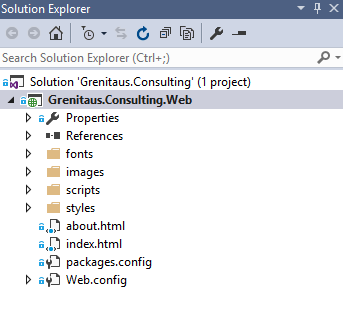 Solution Explorer
Search Solution Explorer (Ctrl+;)
Solution 'Grenitaus.Consulting' (1 project)
Grenitaus.Consulting.Web
Properties
References
fonts
images
scripts
styles
about.html
index.html
packages.config
Web.config